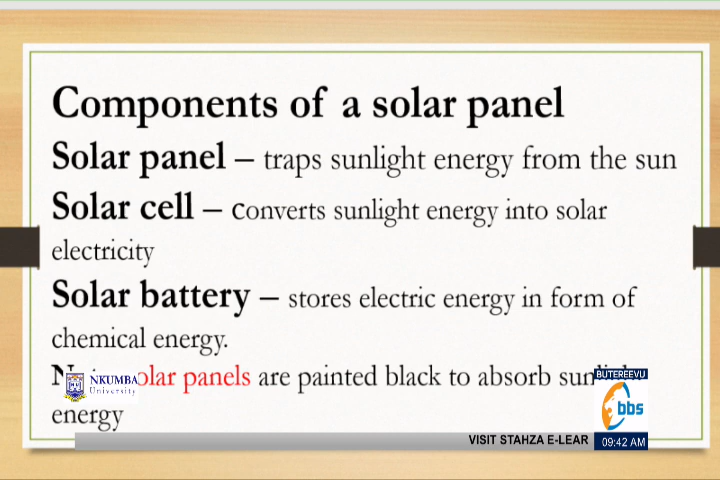 Components of a solar panel
Solar panel – traps sunlight energy from the sun
Solar cell – converts sunlight energy into solar
electricity
Solar battery – stores electric energy in form of
chemical energy.
olar panels are painted black to absorb
energy
NKUMBA
University
BUTEREEVU
bbs
VISIT STAHZA E-LEAR
09:42 AM